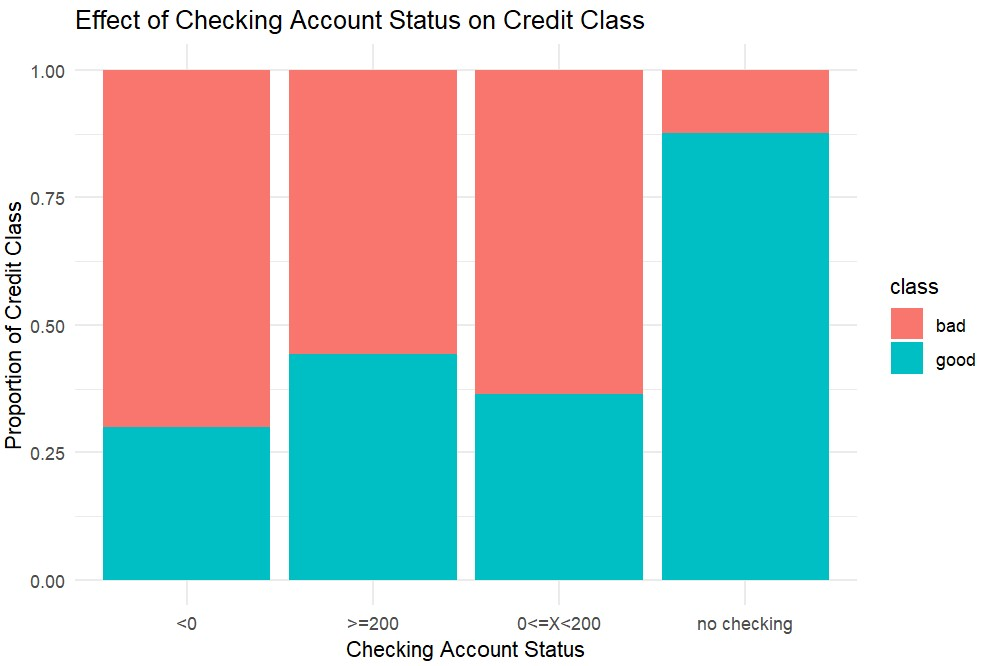 Effect of Checking Account Status on Credit Class
Proportion of Credit Class
1.00
0.75
0.50
0.25
0.00
<0
>=200
0<=X<200
no checking
Checking Account Status
class
bad
good